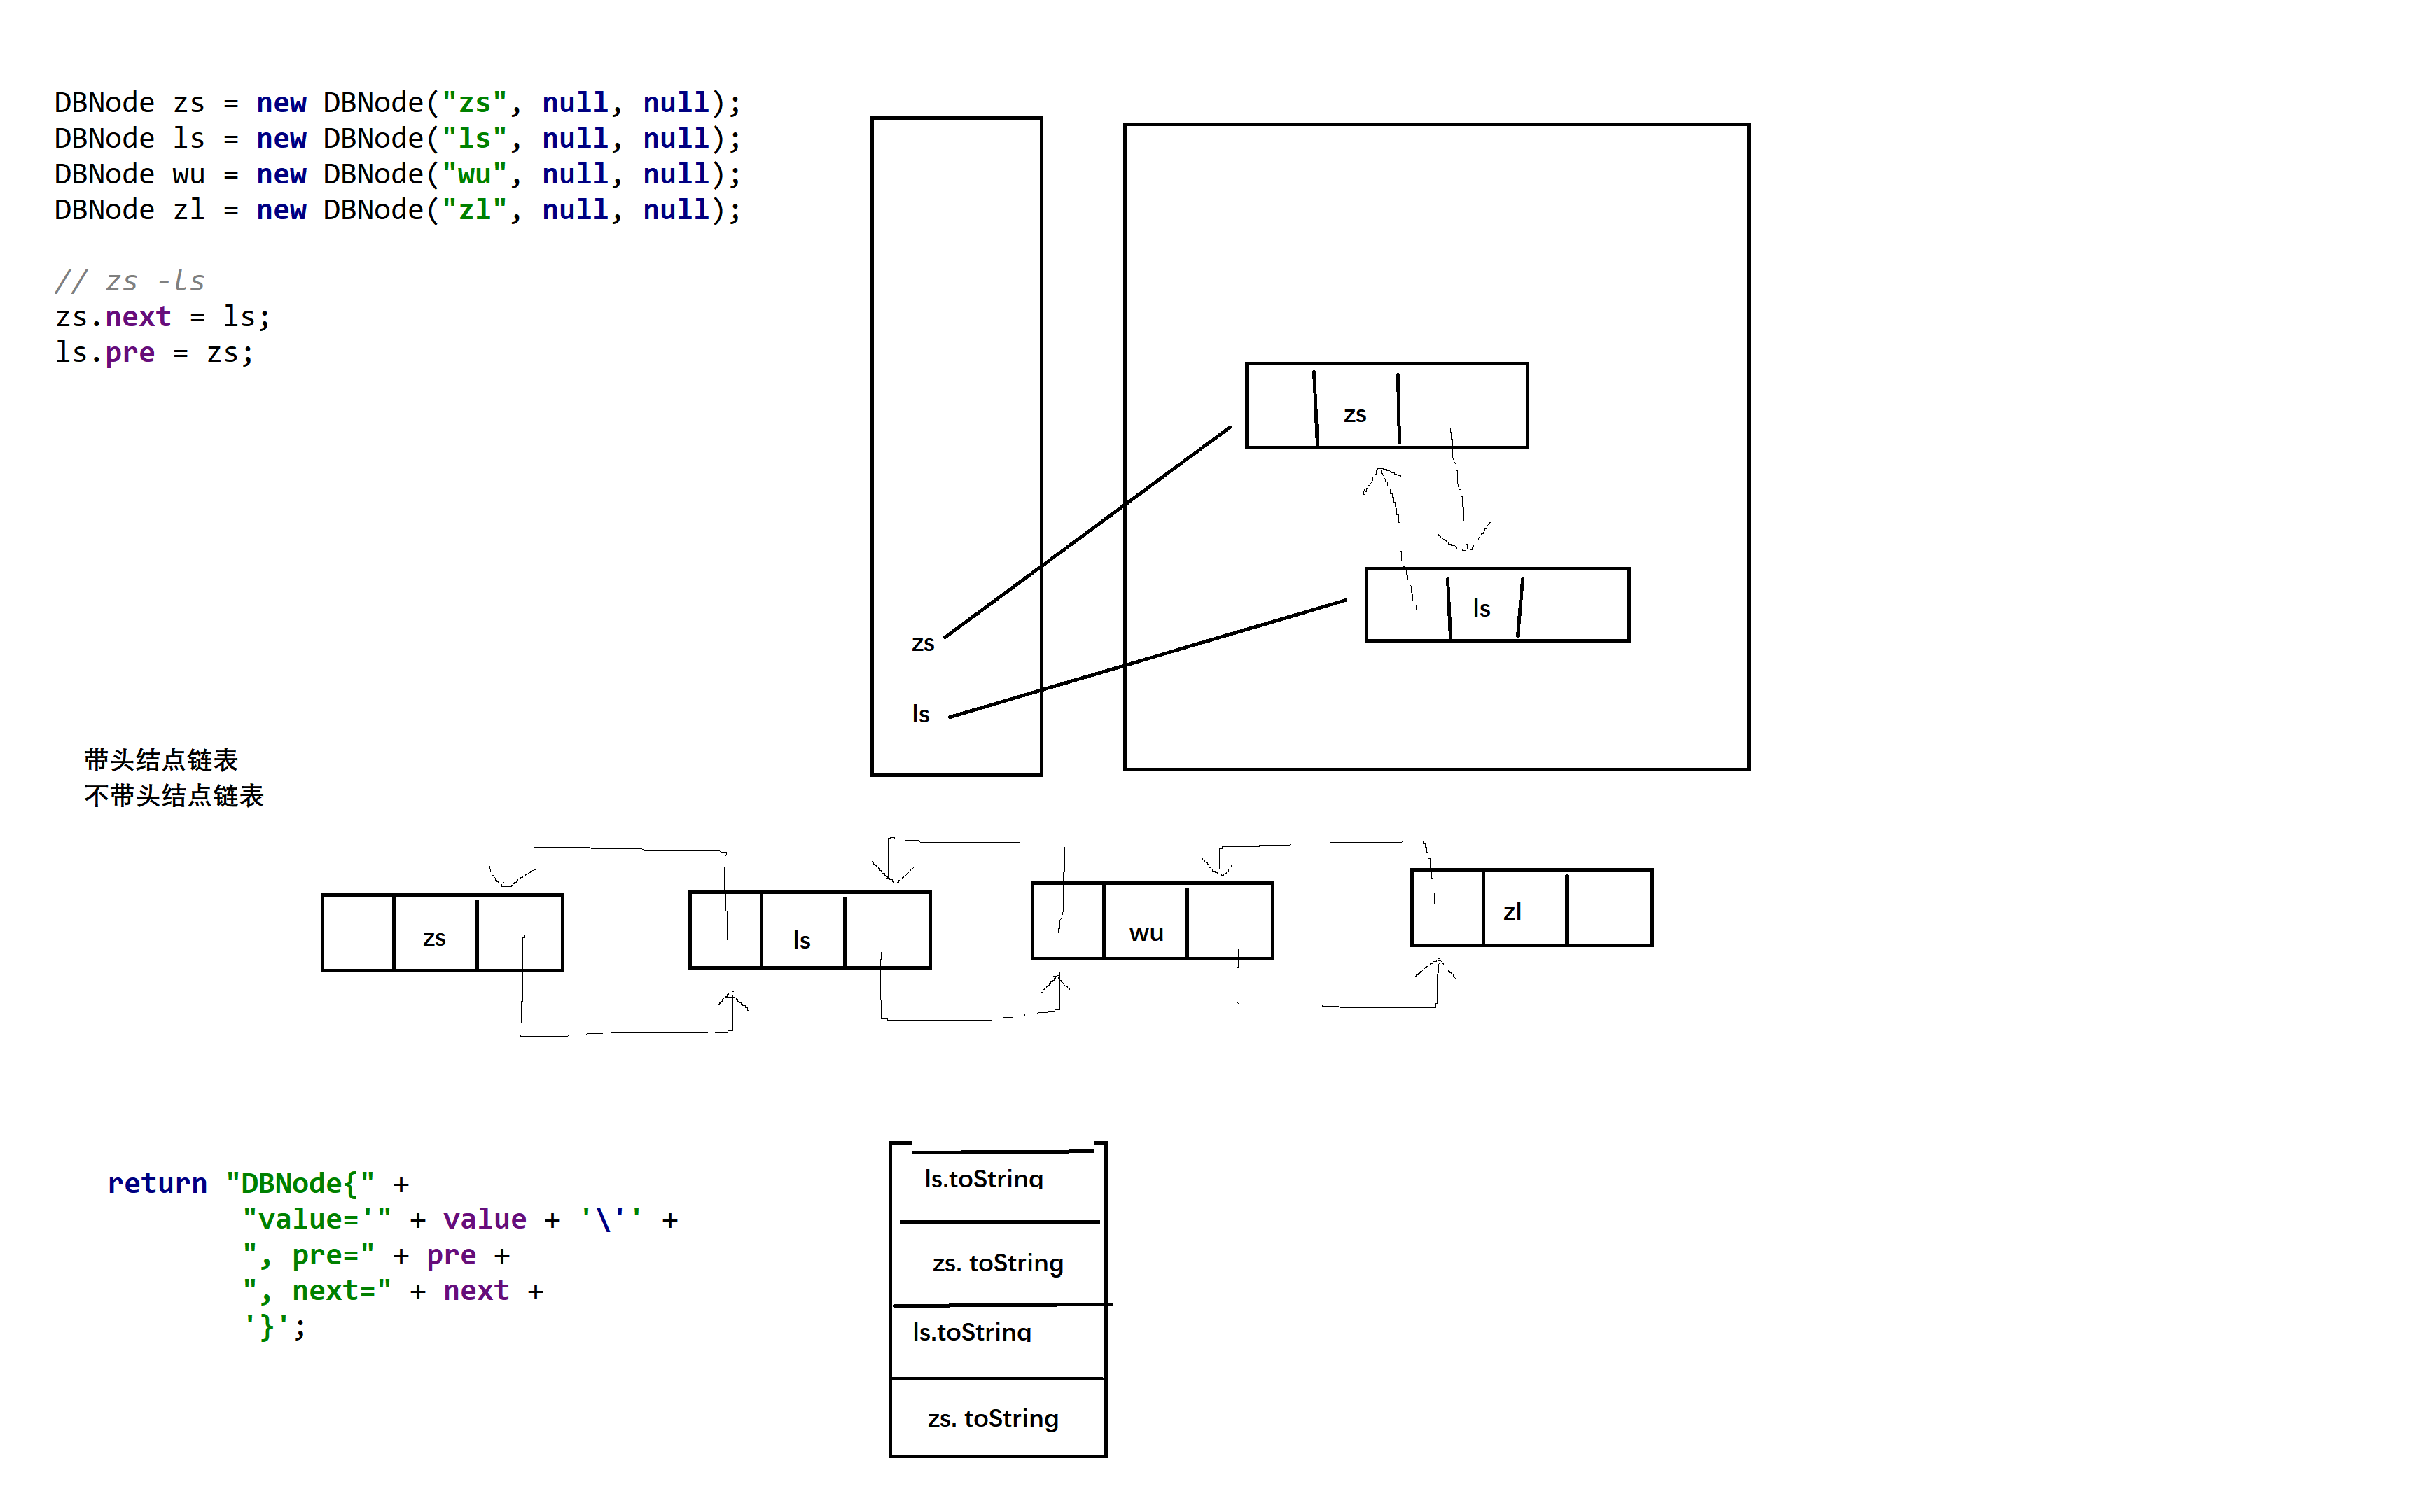 DBNode zs = new DBNode("zs", null, null);
DBNode ls = new DBNode("ls", null, null);
DBNode wu = new DBNode("wu", null, null);
DBNode zl = new DBNode("zl", null, null);
// zs -ls
zs.next = ls;
ls.pre = zs;
zs
ls
zs
ls
带头结点链表
不带头结点链表
zs
ls
wu
zl
return "DBNode{" +
"value='" + value + '\'' +
", pre=" + pre +
", next=" + next +
'}';
ls.toString
zs. toString
ls.toString
zs. toString